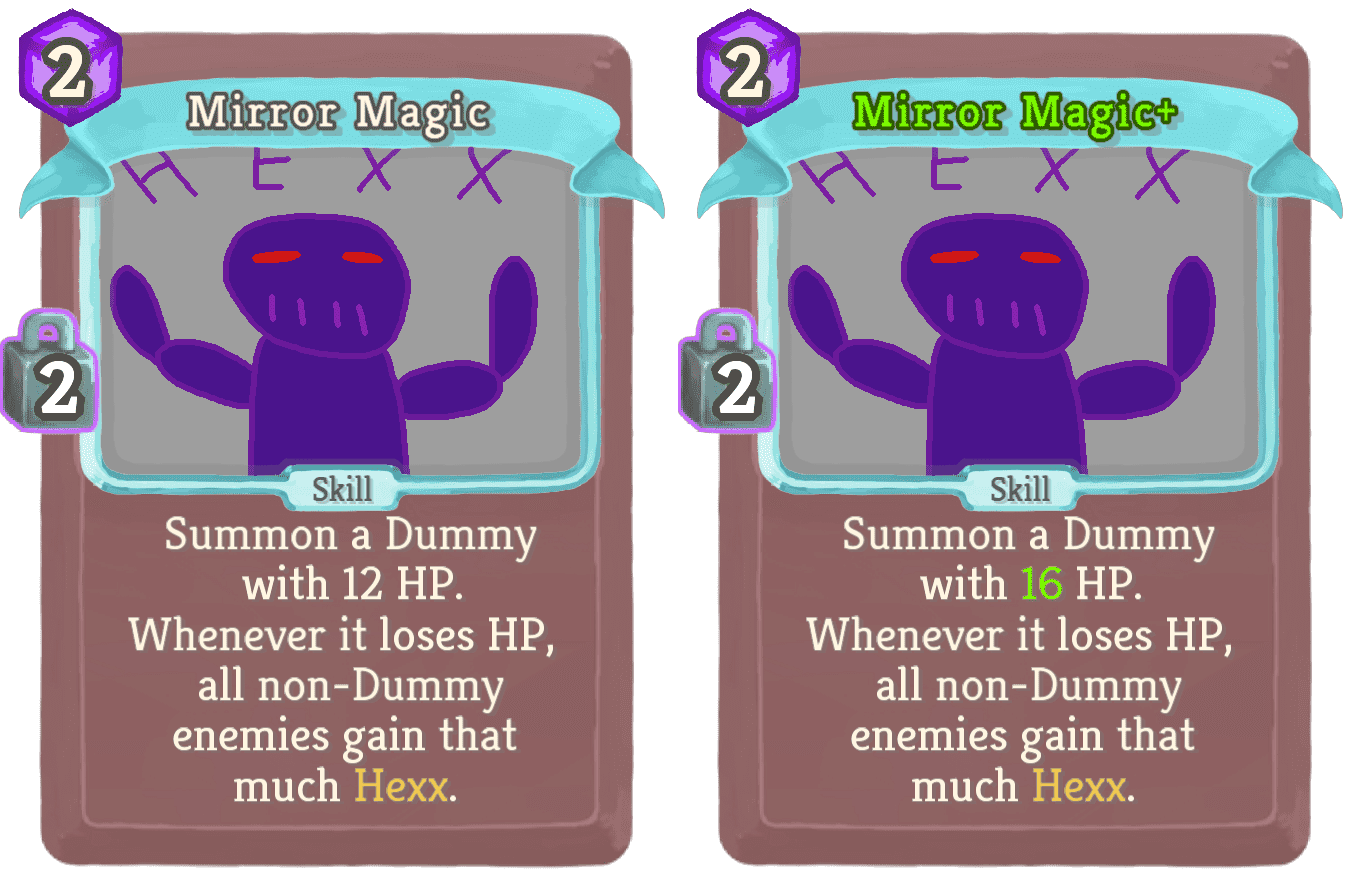 2
Mirror Magic
H E X X
2
Skill
Summon a Dummy
with 12 HP.
Whenever it loses HP,
all non-Dummy
enemies gain that
much Hexx.
2
Mirror Magic+
H E X X
2
Skill
Summon a Dummy
with 16 HP.
Whenever it loses HP,
all non-Dummy
enemies gain that
much Hexx.